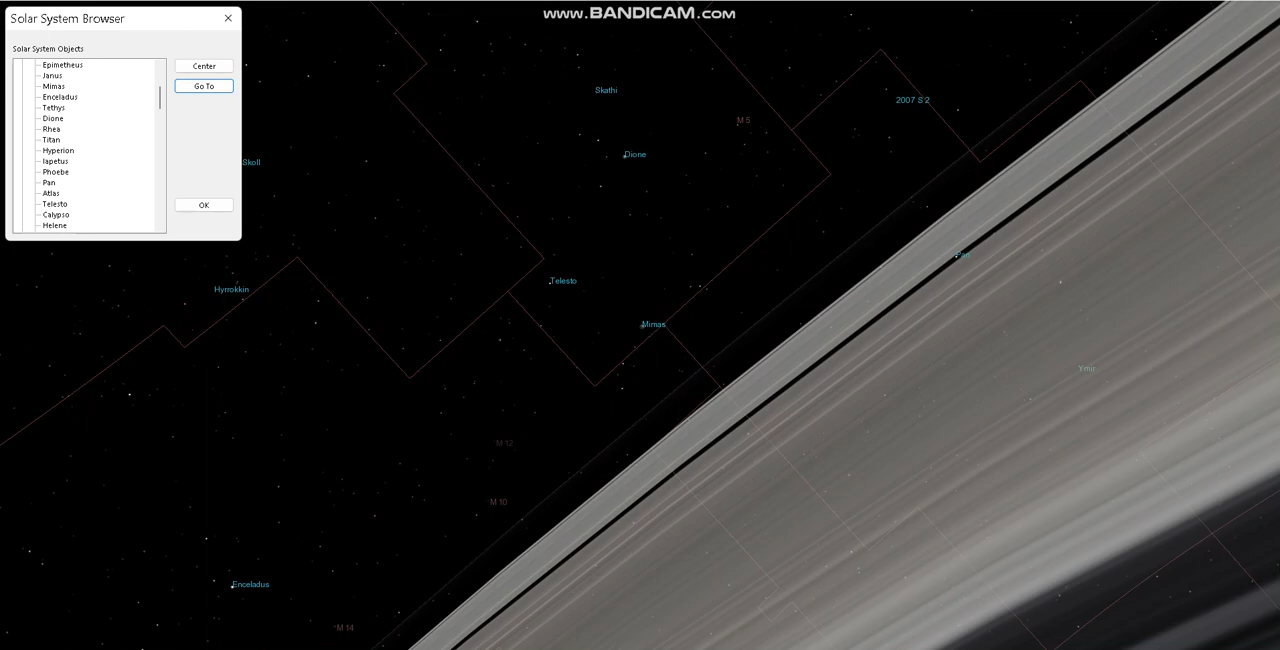 www.BANDICAM.com
Solar System Browser
Solar System Objects
Epimetheus
Janus
Mimas
Enceladus
Tethys
Dione
Rhea
Titan
Hyperion
Iapetus
Phoebe
Pan
Atlas
Telesto
Calypso
Helene
Center
Go To
OK
Skathi
2007 S 2
M 5
Dione
Skoll
Pan
Telesto
Hyrrokkin
Mimas
Ymir
M 12
M 10
Enceladus
M 14